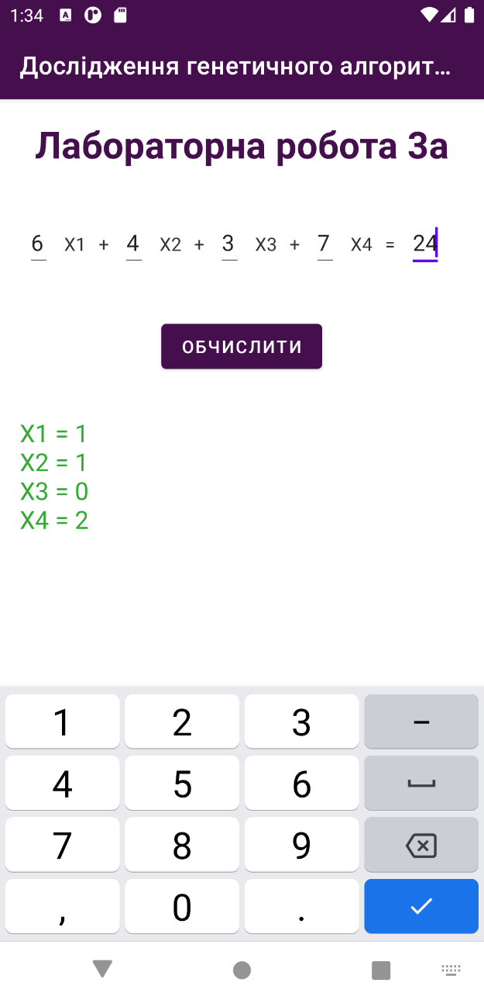 1:34
Дослідження генетичного алгорит...
Лабораторна робота 3а
6 X1 + 4 X2 + 3 X3 + 7 X4 = 24
ОБЧИСЛИТИ
X1 = 1
X2 = 1
X3 = 0
X4 = 2
1 2 3 –
4 5 6
7 8 9
, 0 .